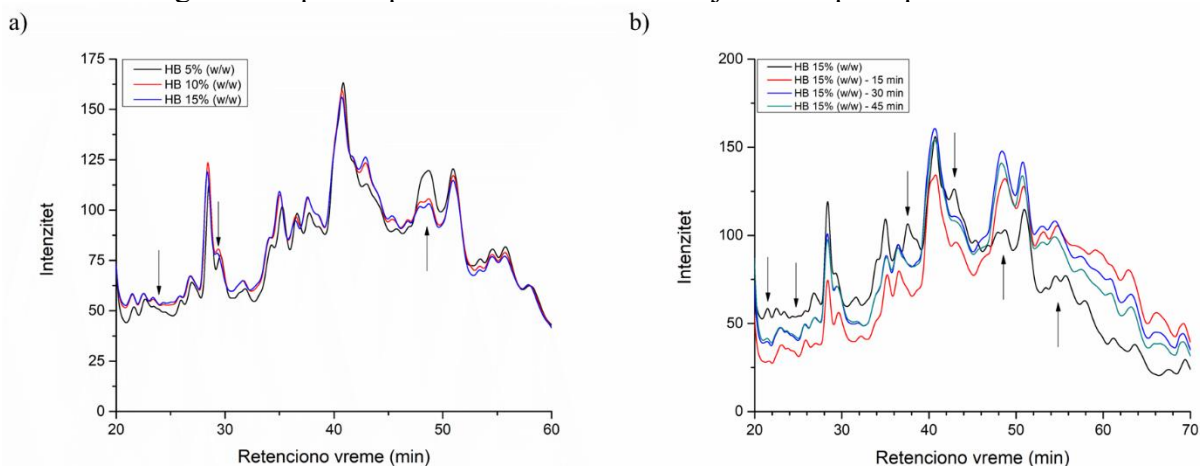 a)
b)
HB 5% (w/w)
HB 10% (w/w)
HB 15% (w/w)
Intenzitet
175
150
125
100
75
50
25
0
20 30 40 50 60
Retenciono vreme (min)
HB 15% (w/w)
HB 15% (w/w) - 15 min
HB 15% (w/w) - 30 min
HB 15% (w/w) - 45 min
Intenzitet
200
150
100
50
0
20 30 40 50 60 70
Retenciono vreme (min)